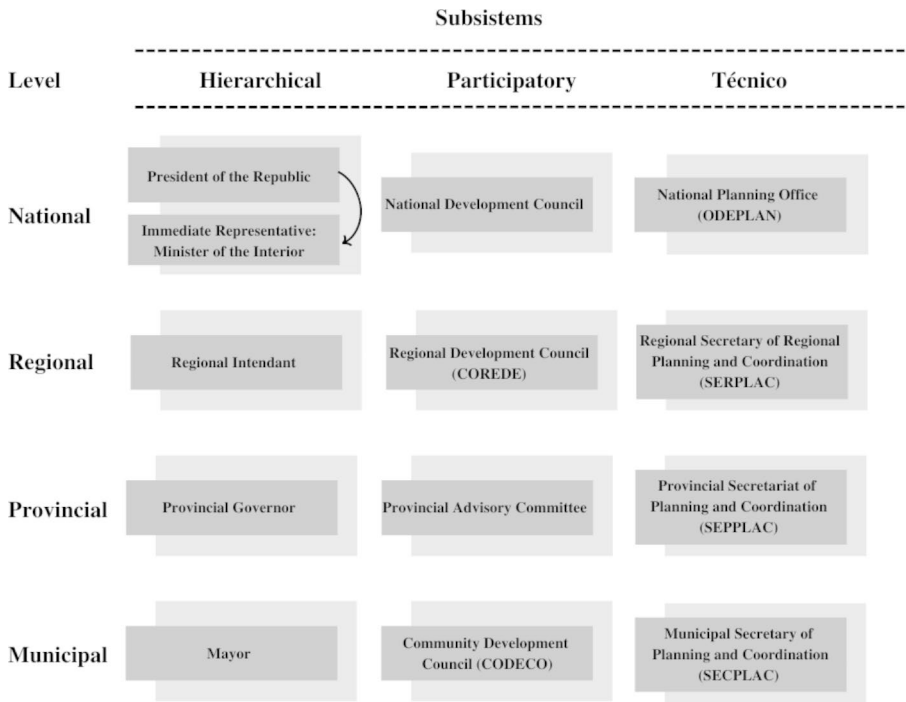 Subsistems
Level Hierarchical Participatory Técnico
National
President of the Republic
Immediate Representative:
Minister of the Interior
National Development Council
National Planning Office
(ODEPLAN)
Regional
Regional Intendant
Regional Development Council
(COREDE)
Regional Secretary of Regional
Planning and Coordination
(SERPLAC)
Provincial
Provincial Governor
Provincial Advisory Committee
Provincial Secretariat of
Planning and Coordination
(SEPPLAC)
Municipal
Mayor
Community Development
Council (CODECO)
Municipal Secretary of
Planning and Coordination
(SECPLAC)